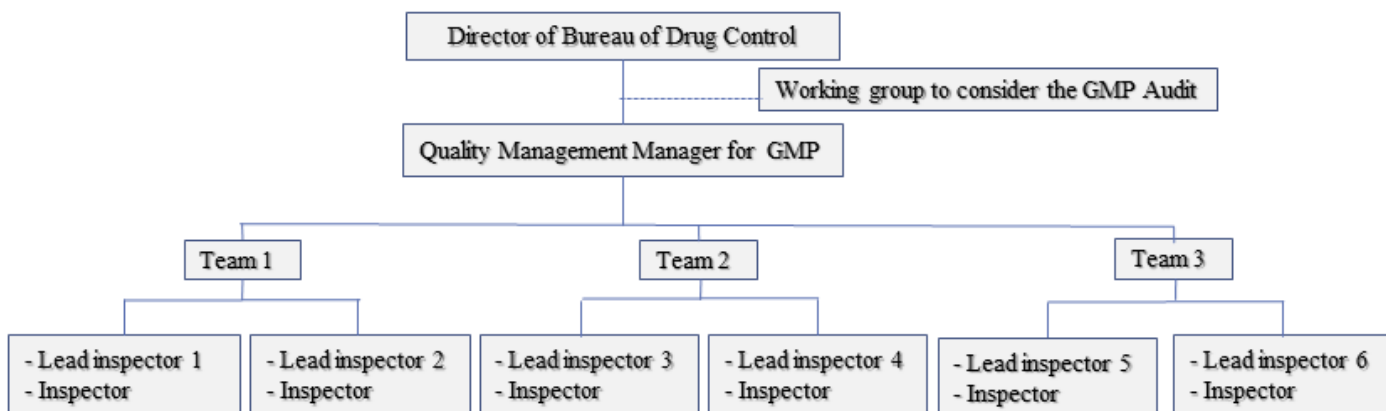 Director of Bureau of Drug Control
Working group to consider the GMP Audit
Quality Management Manager for GMP
Team 1
Team 2
Team 3
- Lead inspector 1
- Inspector
- Lead inspector 2
- Inspector
- Lead inspector 3
- Inspector
- Lead inspector 4
- Inspector
- Lead inspector 5
- Inspector
- Lead inspector 6
- Inspector